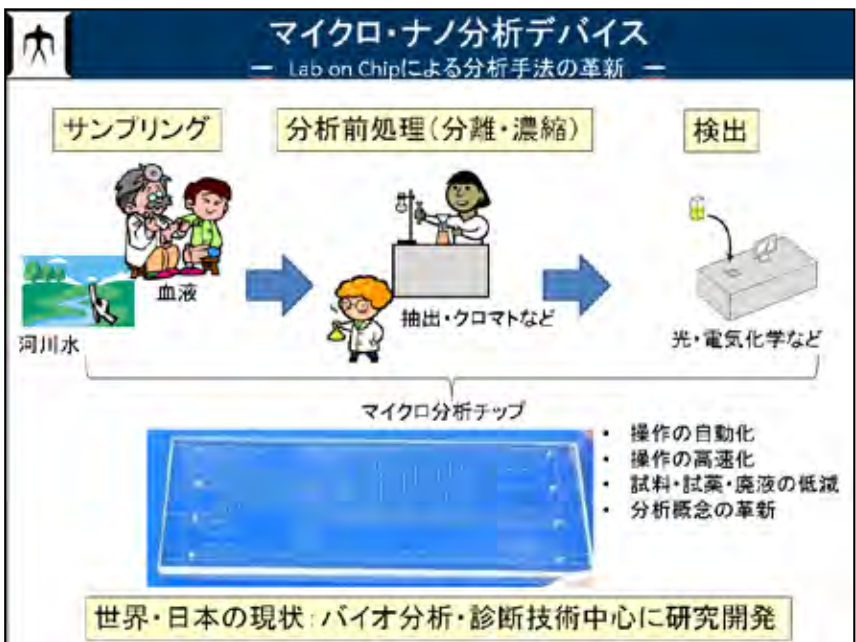 マイクロ・ナノ分析デバイス
— Lab on Chipによる分析手法の革新 —
サンプリング
分析前処理(分離・濃縮)
検出
血液
河川水
抽出・クロマトなど
光・電気化学など
マイクロ分析チップ
• 操作の自動化
• 操作の高速化
• 試料・試薬・廃液の低減
• 分析概念の革新
世界・日本の現状:バイオ分析・診断技術中心に研究開発